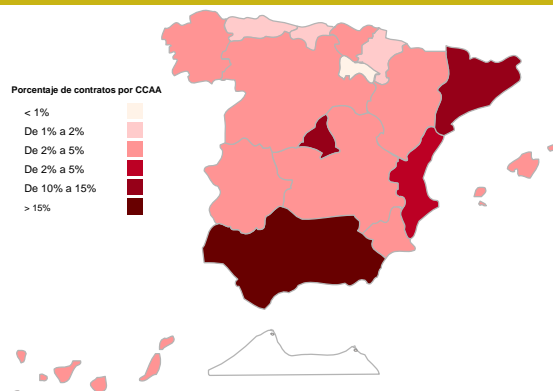 Porcentaje de contratos por CCAA
< 1%
De 1% a 2%
De 2% a 5%
De 2% a 5%
De 10% a 15%
> 15%